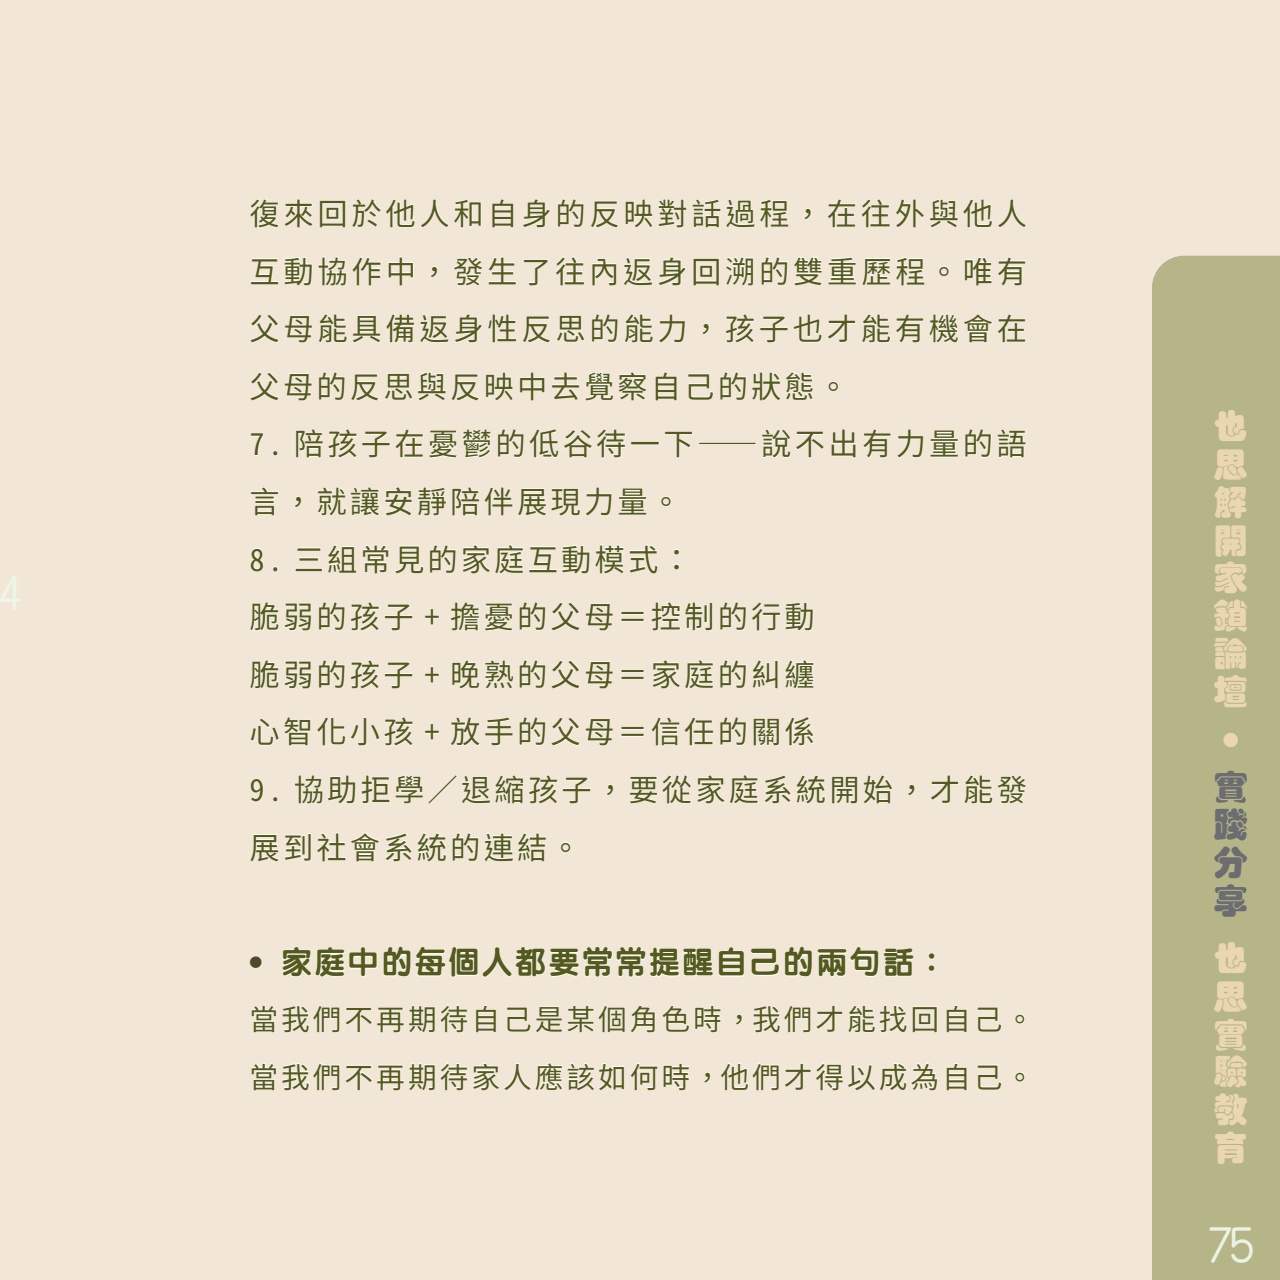 復來回於他人和自身的反映對話過程，在往外與他人
互動協作中，發生了往內返身回溯的雙重歷程。唯有
父母能具備返身性反思的能力，孩子也才能有機會在
父母的反思與反映中去覺察自己的狀態。
7. 陪孩子在憂鬱的低谷待一下——說不出有力量的語
言，就讓安靜陪伴展現力量。
8. 三組常見的家庭互動模式：
脆弱的孩子 + 擔憂的父母＝控制的行動
脆弱的孩子 + 晚熟的父母＝家庭的糾纏
心智化小孩 + 放手的父母＝信任的關係
9. 協助拒學／退縮孩子，要從家庭系統開始，才能發
展到社會系統的連結。
• 家庭中的每個人都要常常提醒自己的兩句話：
當我們不再期待自己是某個角色時，我們才能找回自己。
當我們不再期待家人應該如何時，他們才得以成為自己。
也思解開家鎖論壇 • 實踐分享 也思實驗教育
75
4